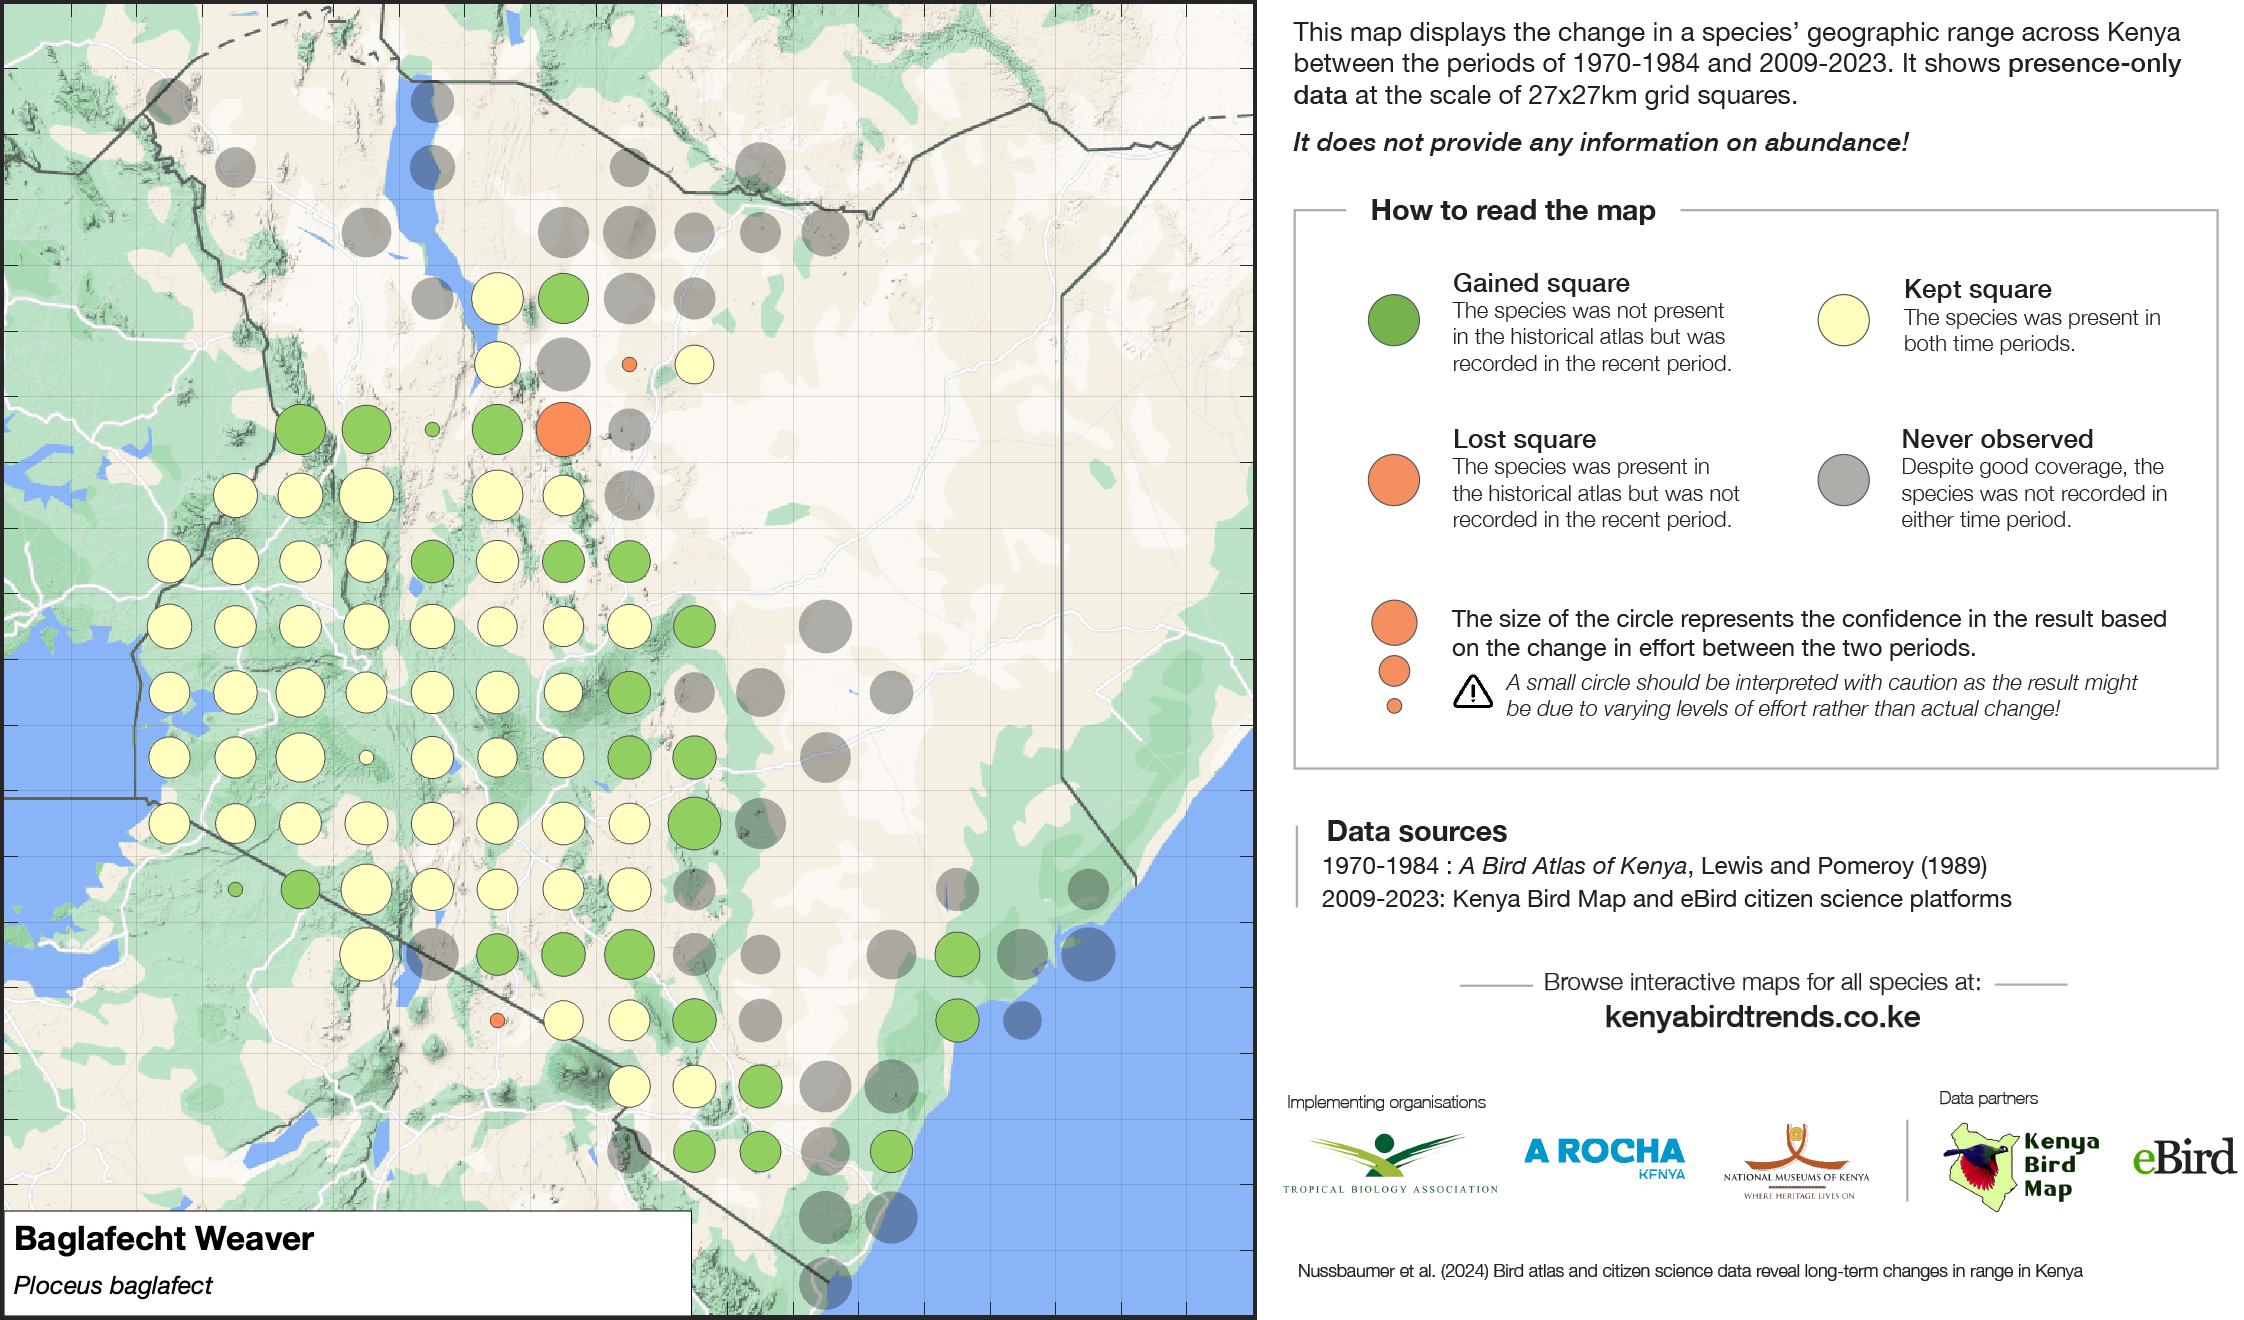 This map displays the change in a species’ geographic range across Kenya
between the periods of 1970-1984 and 2009-2023. It shows presence-only
data at the scale of 27x27km grid squares.
It does not provide any information on abundance!
How to read the map
Gained square
The species was not present
in the historical atlas but was
recorded in the recent period.
Kept square
The species was present in
both time periods.
Lost square
The species was present in
the historical atlas but was not
recorded in the recent period.
Never observed
Despite good coverage, the
species was not recorded in
either time period.
The size of the circle represents the confidence in the result based
on the change in effort between the two periods.
A small circle should be interpreted with caution as the result might
be due to varying levels of effort rather than actual change!
Data sources
1970-1984 : A Bird Atlas of Kenya, Lewis and Pomeroy (1989)
2009-2023: Kenya Bird Map and eBird citizen science platforms
Browse interactive maps for all species at:
kenyabirdtrends.co.ke
Implementing organisations
Data partners
TROPICAL BIOLOGY ASSOCIATION
A ROCHA
KENYA
NATIONAL MUSEUMS OF KENYA
WHERE HERITAGE LIVES ON
Kenya
Bird
Map
eBird
Nussbaumer et al. (2024) Bird atlas and citizen science data reveal long-term changes in range in Kenya
Baglafecht Weaver
Ploceus baglafect